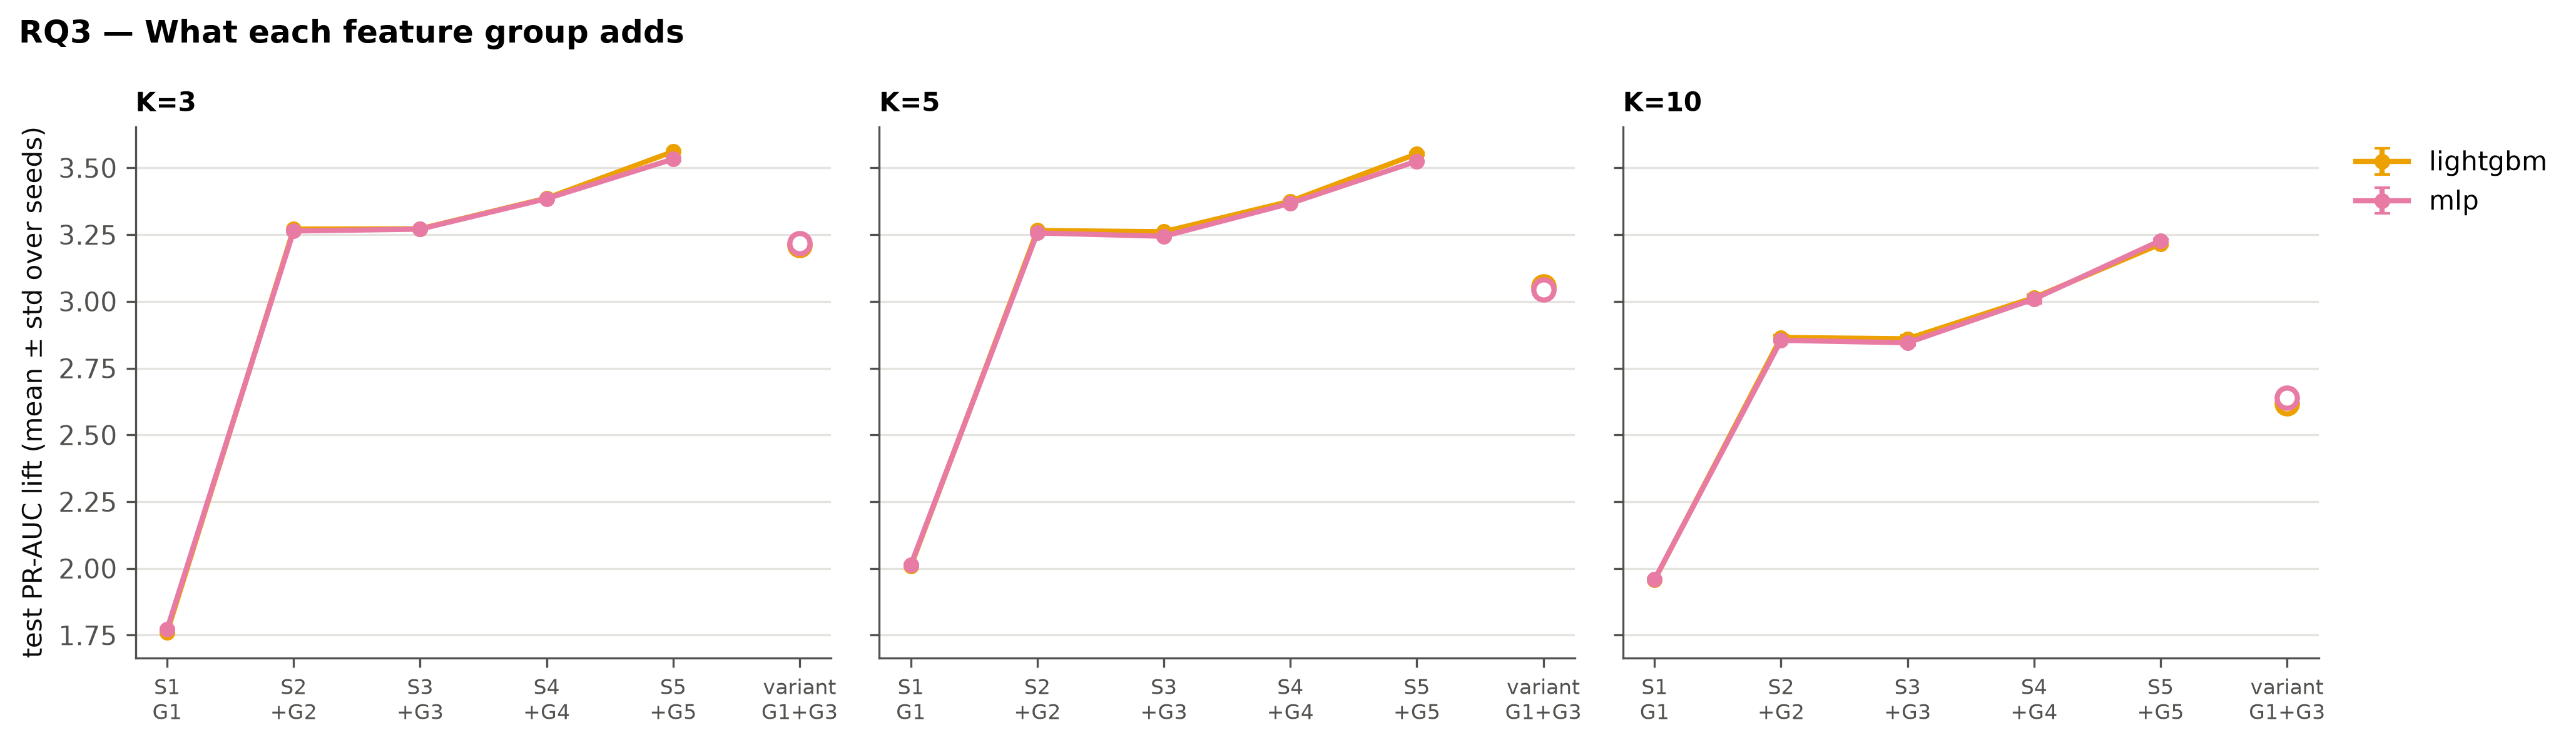 RQ3 — What each feature group adds
K=3
K=5
K=10
test PR-AUC lift (mean ± std over seeds)
3.50
3.25
3.00
2.75
2.50
2.25
2.00
1.75
S1 S2 S3 S4 S5 variant
G1 +G2 +G3 +G4 +G5 G1+G3
S1 S2 S3 S4 S5 variant
G1 +G2 +G3 +G4 +G5 G1+G3
S1 S2 S3 S4 S5 variant
G1 +G2 +G3 +G4 +G5 G1+G3
lightgbm
mlp